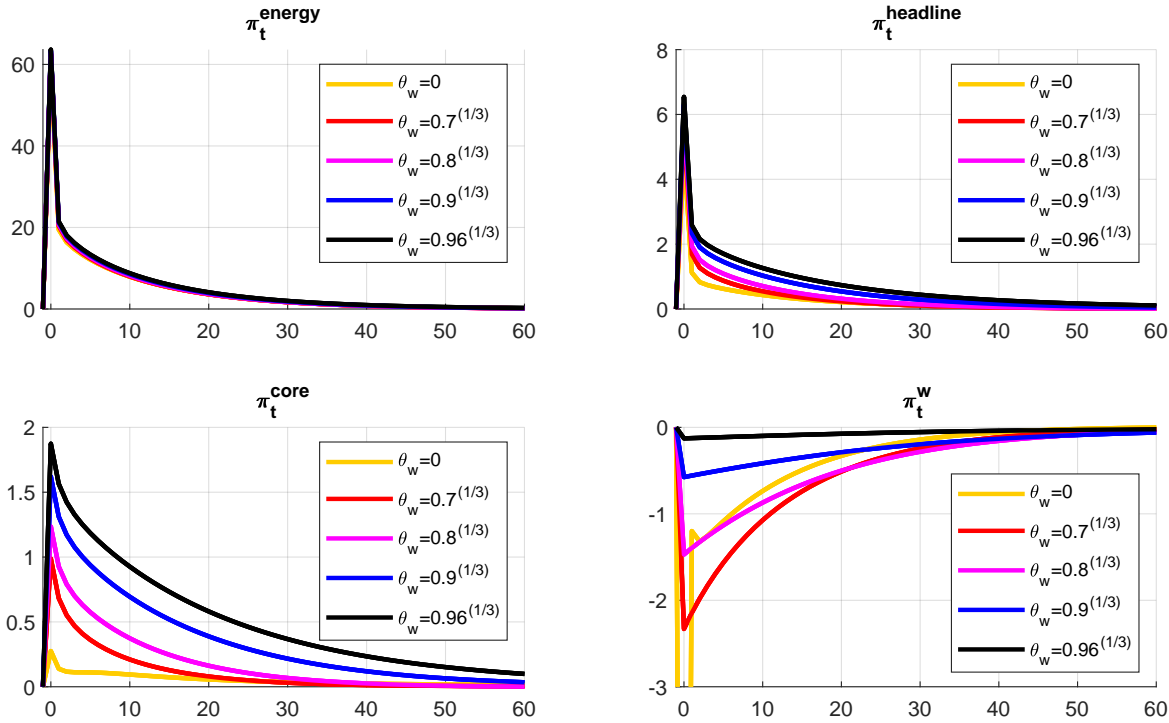 π_t^energy
60
40
20
0
0 10 20 30 40 50 60
θ_w=0
θ_w=0.7^(1/3)
θ_w=0.8^(1/3)
θ_w=0.9^(1/3)
θ_w=0.96^(1/3)
π_t^headline
8
6
4
2
0
0 10 20 30 40 50 60
θ_w=0
θ_w=0.7^(1/3)
θ_w=0.8^(1/3)
θ_w=0.9^(1/3)
θ_w=0.96^(1/3)
π_t^core
2
1.5
1
0.5
0
0 10 20 30 40 50 60
θ_w=0
θ_w=0.7^(1/3)
θ_w=0.8^(1/3)
θ_w=0.9^(1/3)
θ_w=0.96^(1/3)
π_t^w
0
-1
-2
-3
0 10 20 30 40 50 60
θ_w=0
θ_w=0.7^(1/3)
θ_w=0.8^(1/3)
θ_w=0.9^(1/3)
θ_w=0.96^(1/3)